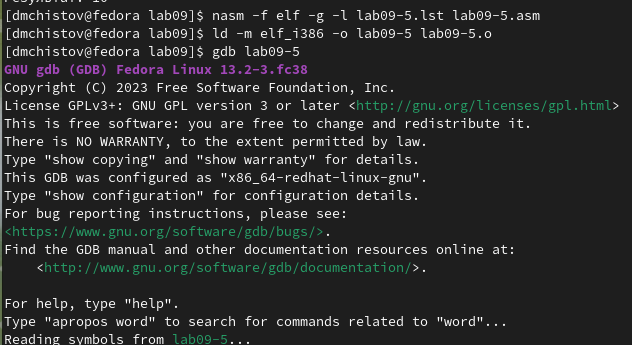 [dmchistov@fedora lab09]$ nasm -f elf -g -l lab09-5.lst lab09-5.asm
[dmchistov@fedora lab09]$ ld -m elf_i386 -o lab09-5 lab09-5.o
[dmchistov@fedora lab09]$ gdb lab09-5
GNU gdb (GDB) Fedora Linux 13.2-3.fc38
Copyright (C) 2023 Free Software Foundation, Inc.
License GPLv3+: GNU GPL version 3 or later <http://gnu.org/licenses/gpl.html>
This is free software: you are free to change and redistribute it.
There is NO WARRANTY, to the extent permitted by law.
Type "show copying" and "show warranty" for details.
This GDB was configured as "x86_64-redhat-linux-gnu".
Type "show configuration" for configuration details.
For bug reporting instructions, please see:
<https://www.gnu.org/software/gdb/bugs/>.
Find the GDB manual and other documentation resources online at:
    <http://www.gnu.org/software/gdb/documentation/>.

For help, type "help".
Type "apropos word" to search for commands related to "word"...
Reading symbols from lab09-5...